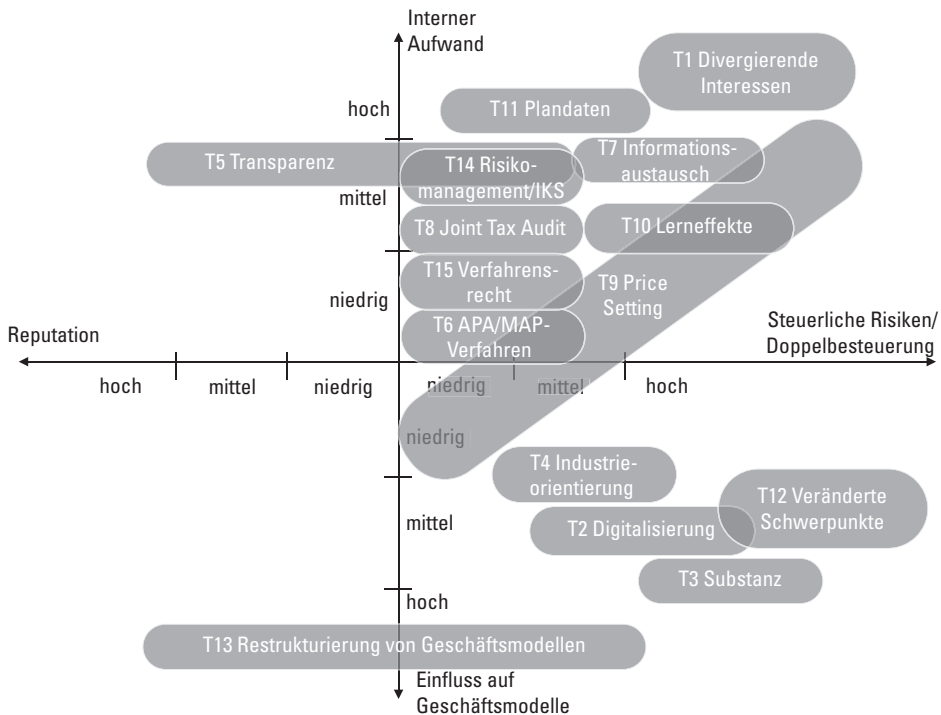 Interner
Aufwand
T1 Divergierende
Interessen
hoch
T11 Plandaten
T5 Transparenz
T14 Risiko-
management/IKS
T7 Informations-
austausch
mittel
T8 Joint Tax Audit
T10 Lerneffekte
T15 Verfahrens-
recht
T9 Price
Setting
niedrig
T6 APA/MAP-
Verfahren
Reputation
Steuerliche Risiken/
Doppelbesteuerung
hoch
mittel
niedrig
niedrig
mittel
hoch
niedrig
T4 Industrie-
orientierung
T12 Veränderte
Schwerpunkte
mittel
T2 Digitalisierung
T3 Substanz
hoch
T13 Restrukturierung von Geschäftsmodellen
Einfluss auf
Geschäftsmodelle